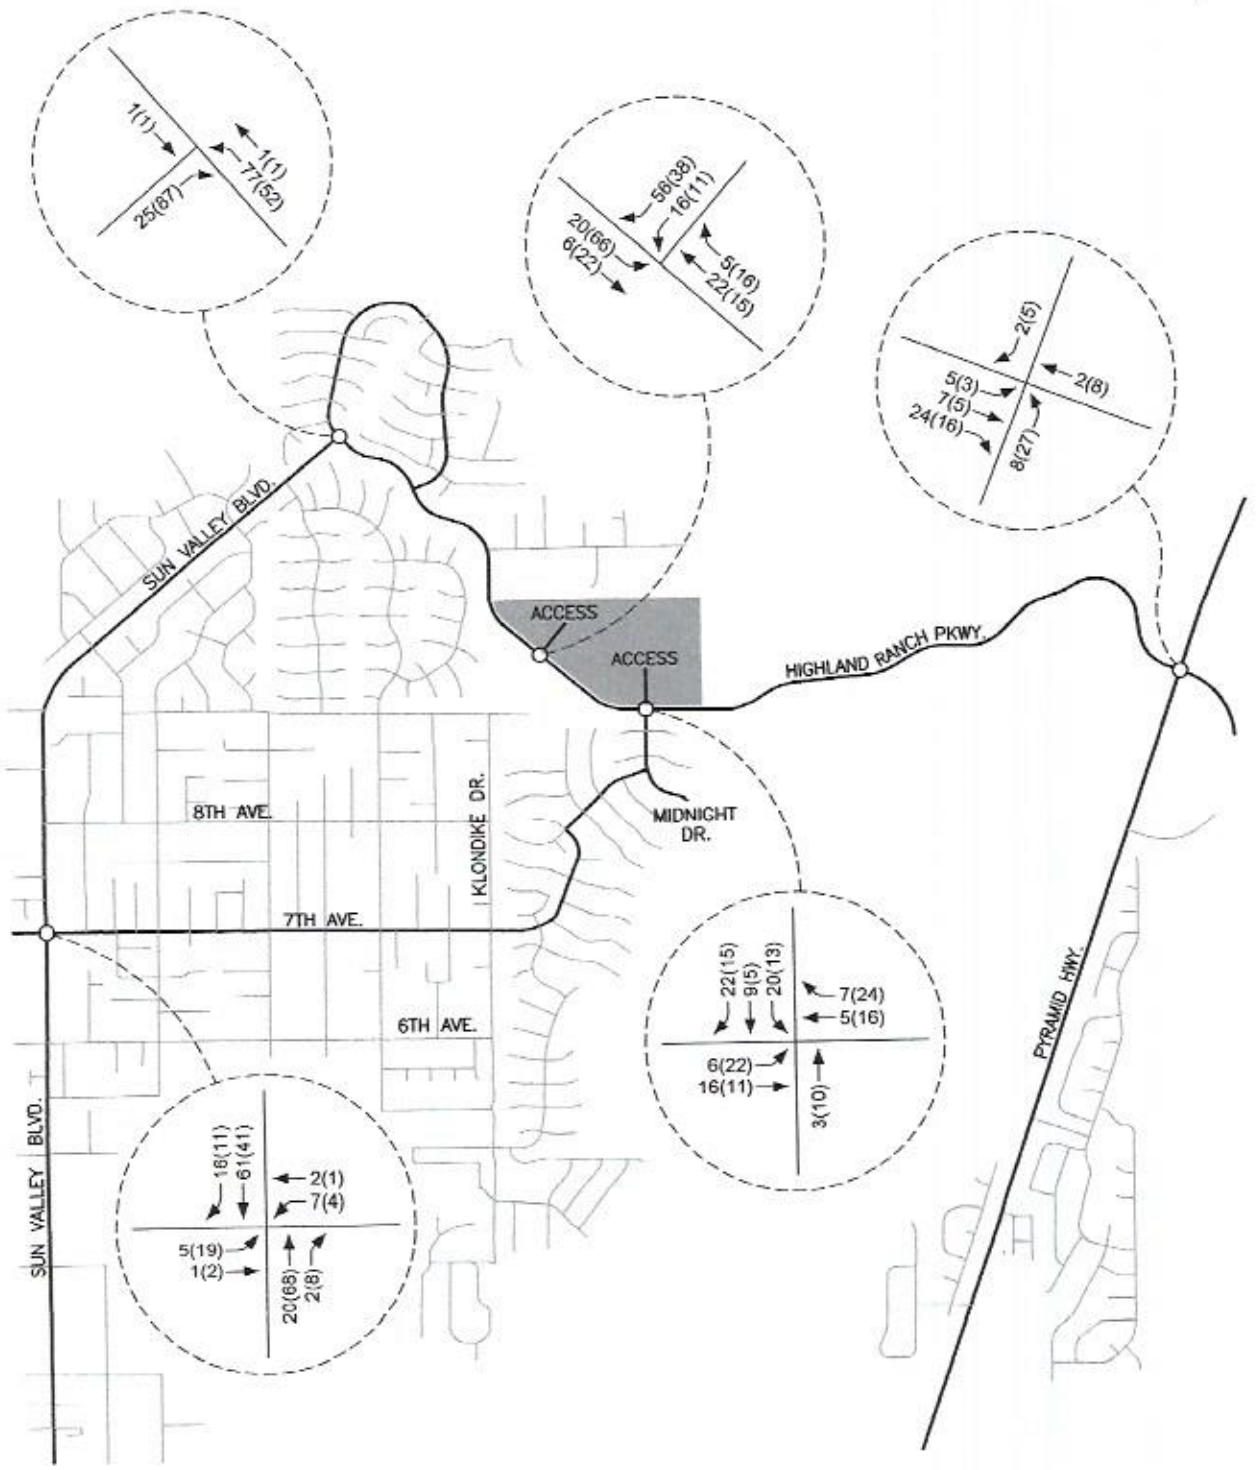 1(1)
1(1)
77(52)
25(87)
56(38)
16(11)
20(66)
6(22)
5(16)
22(15)
2(5)
5(3)
7(5)
24(16)
2(8)
8(27)
SUN VALLEY BLVD.
ACCESS
ACCESS
HIGHLAND RANCH PKWY.
8TH AVE.
KLONDIKE DR.
MIDNIGHT
DR.
7TH AVE.
6TH AVE.
PYRAMID HWY.
22(15)
9(5)
20(13)
7(24)
5(16)
6(22)
16(11)
3(10)
SUN VALLEY BLVD.
61(41)
2(1)
7(4)
5(19)
1(2)
20(68)
2(8)